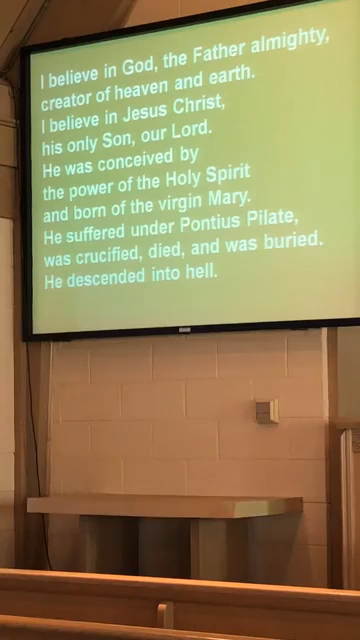 I believe in God, the Father almighty,
creator of heaven and earth.
I believe in Jesus Christ,
his only Son, our Lord.
He was conceived by
the power of the Holy Spirit
and born of the virgin Mary.
He suffered under Pontius Pilate,
was crucified, died, and was buried.
He descended into hell.